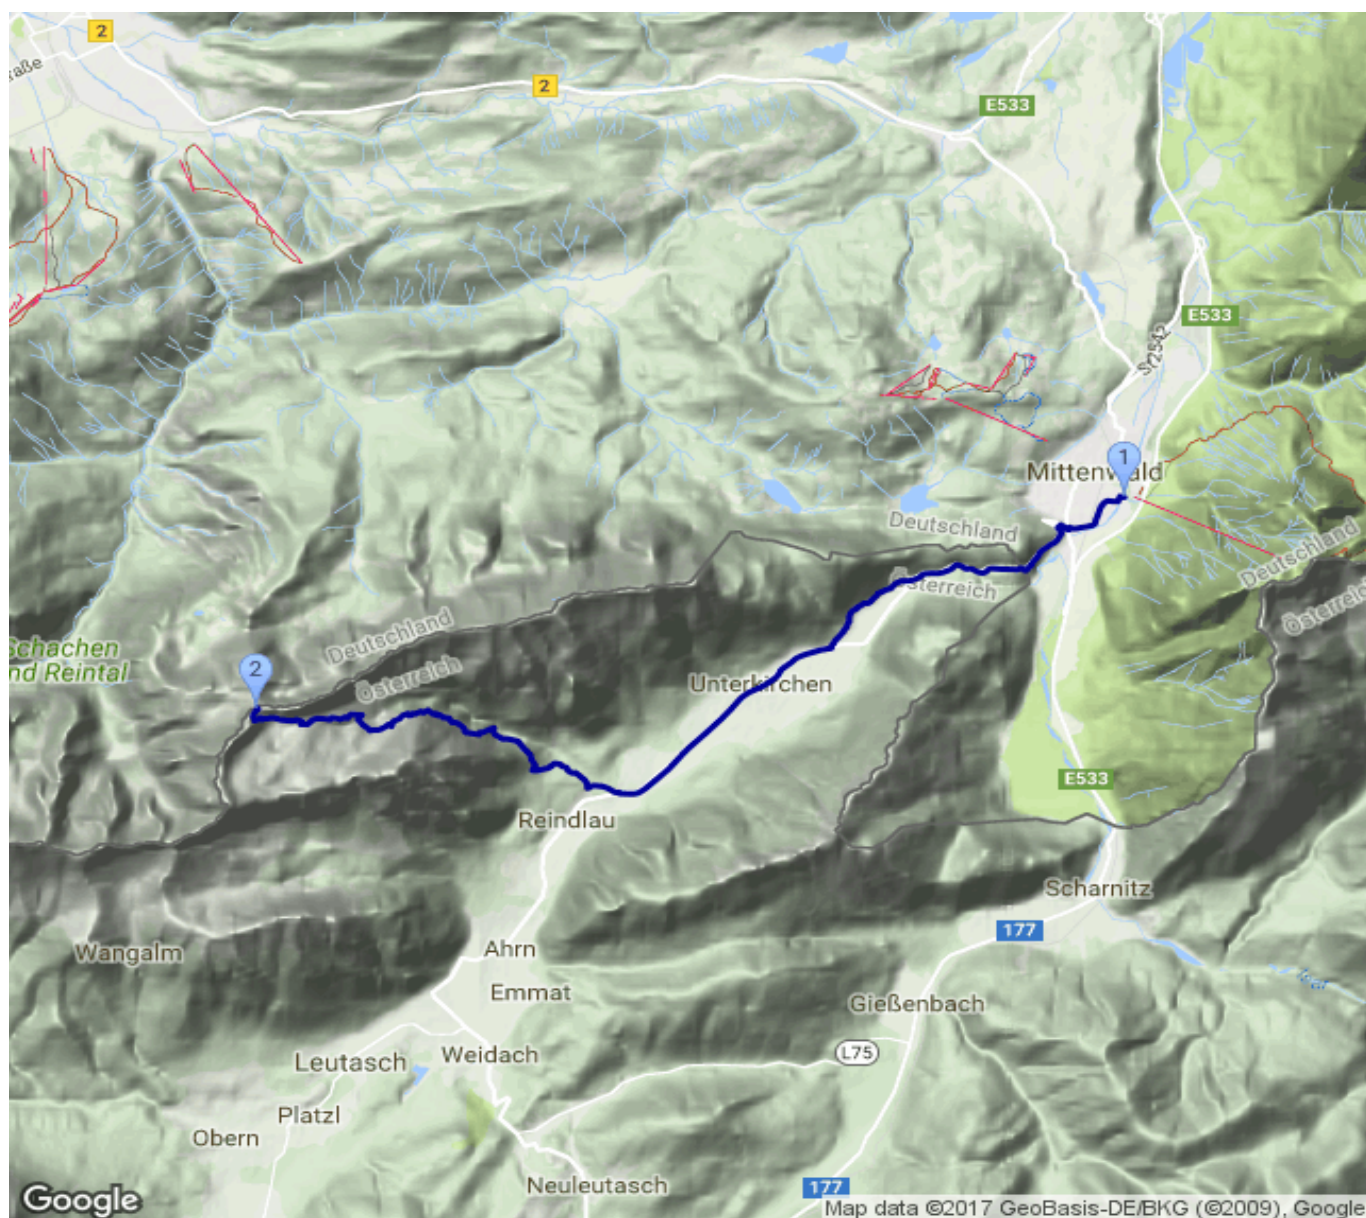 2
raße
2
E533
E533
St2542
1
Mittenwald
Deutschland
Österreich
Deutschland
Österreich
Deutschland
Österreich
Schachen
nd Reintal
2
Unterkirchen
E533
Reindlau
Scharnitz
177
Wangalm
Ahrn
Emmat
Gießenbach
Isar
Leutasch
Weidach
L75
Platzl
Obern
Neuleutasch
177
Google
Map data ©2017 GeoBasis-DE/BKG (©2009), Google